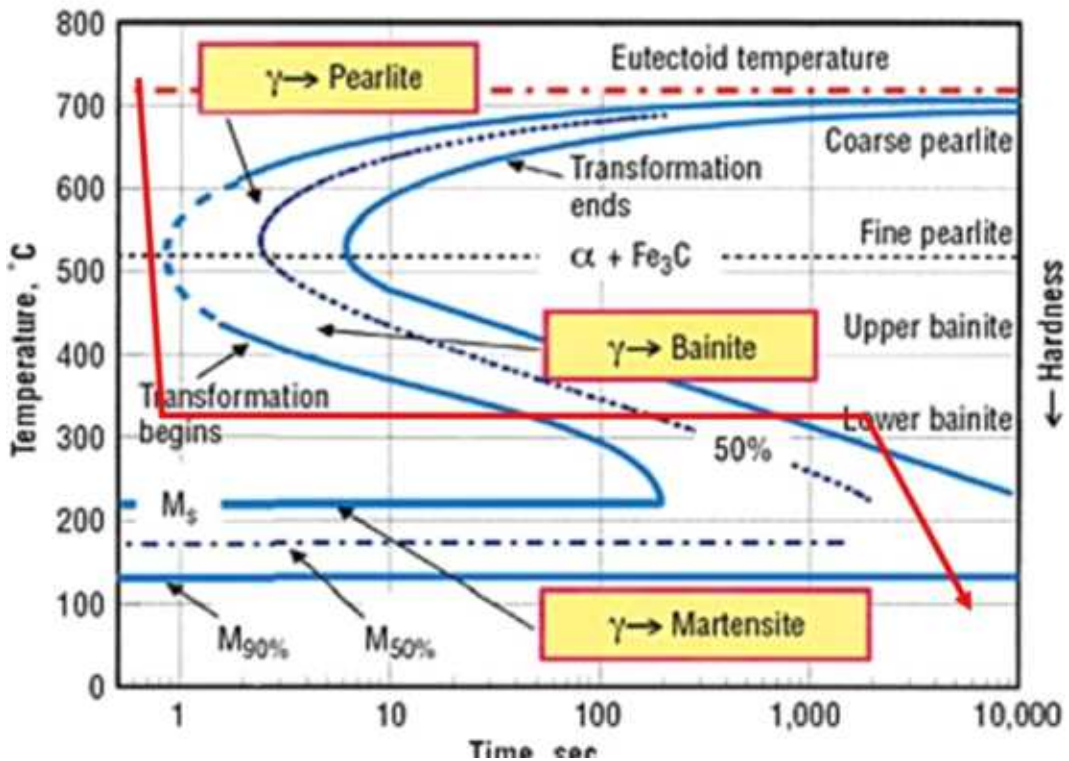 800
700
600
500
400
300
200
100
0
Temperature, °C
γ→ Pearlite
Eutectoid temperature
Coarse pearlite
Transformation
ends
Fine pearlite
α + Fe₃C
Upper bainite
γ→ Bainite
Transformation
begins
Lower bainite
50%
Mₛ
γ→ Martensite
M₉₀%
M₅₀%
← Hardness
1
10
100
1,000
10,000
Time, sec